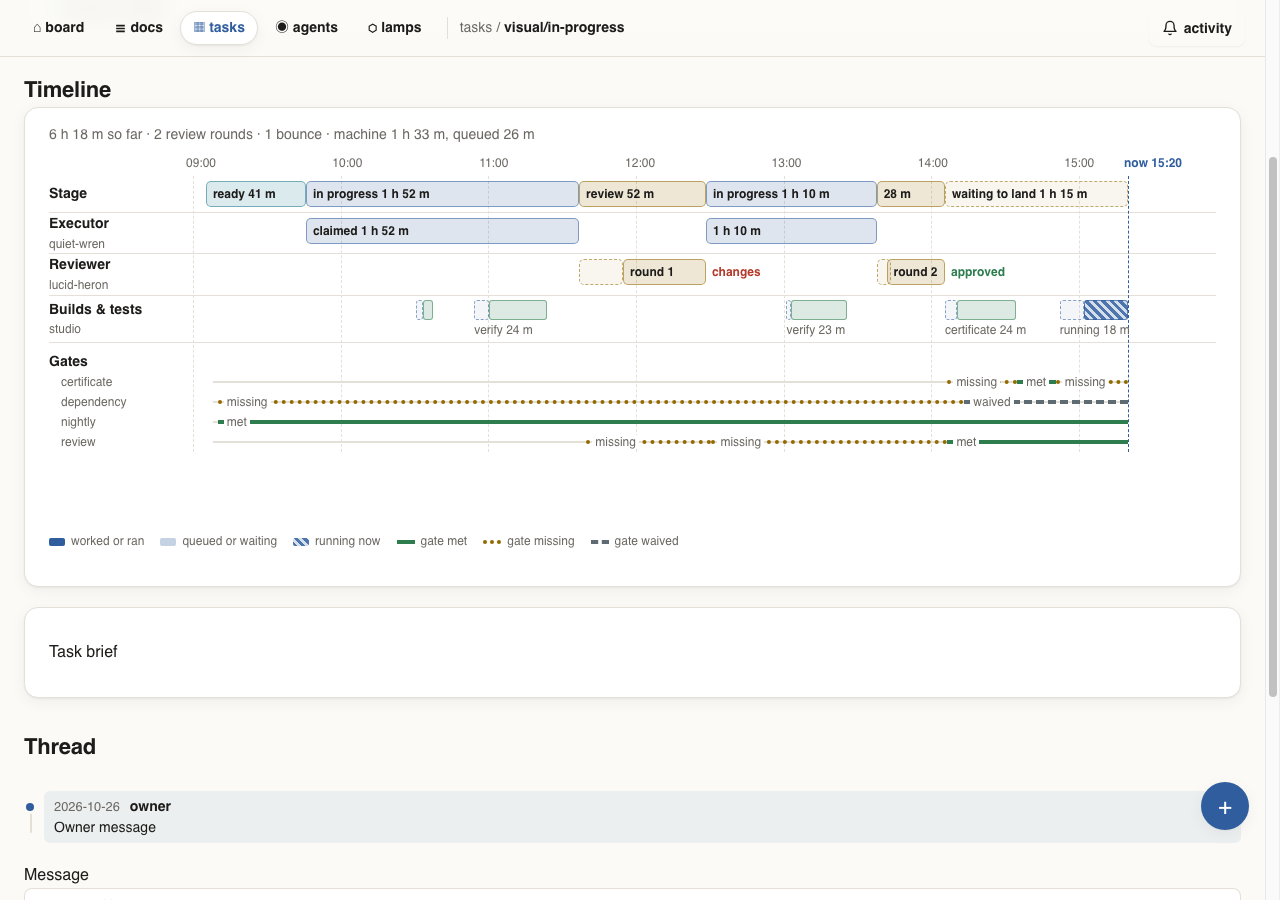 board docs tasks agents lamps tasks / visual/in-progress activity
Timeline
6 h 18 m so far · 2 review rounds · 1 bounce · machine 1 h 33 m, queued 26 m
09:00 10:00 11:00 12:00 13:00 14:00 15:00 now 15:20
Stage ready 41 m in progress 1 h 52 m review 52 m in progress 1 h 10 m 28 m waiting to land 1 h 15 m
Executor
quiet-wren
claimed 1 h 52 m 1 h 10 m
Reviewer
lucid-heron
round 1 changes round 2 approved
Builds & tests
studio
verify 24 m verify 23 m certificate 24 m running 18 m
Gates
certificate missing met missing
dependency missing waived
nightly met
review missing missing met
worked or ran queued or waiting running now gate met gate missing gate waived
Task brief
Thread
2026-10-26 owner
Owner message
+
Message